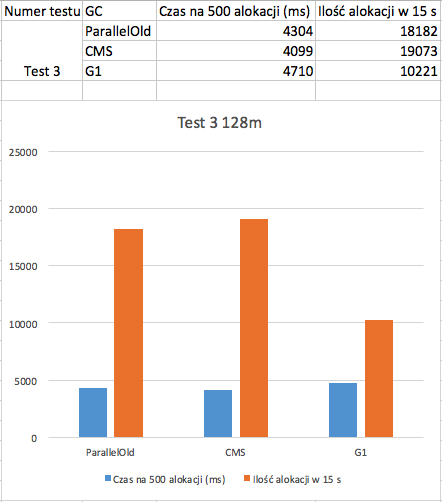 Numer testu GC Czas na 500 alokacji (ms) Ilość alokacji w 15 s
ParallelOld 4304 18182
CMS 4099 19073
Test 3 G1 4710 10221
Test 3 128m
25000
20000
15000
10000
5000
0
ParallelOld CMS G1
Czas na 500 alokacji (ms) Ilość alokacji w 15 s